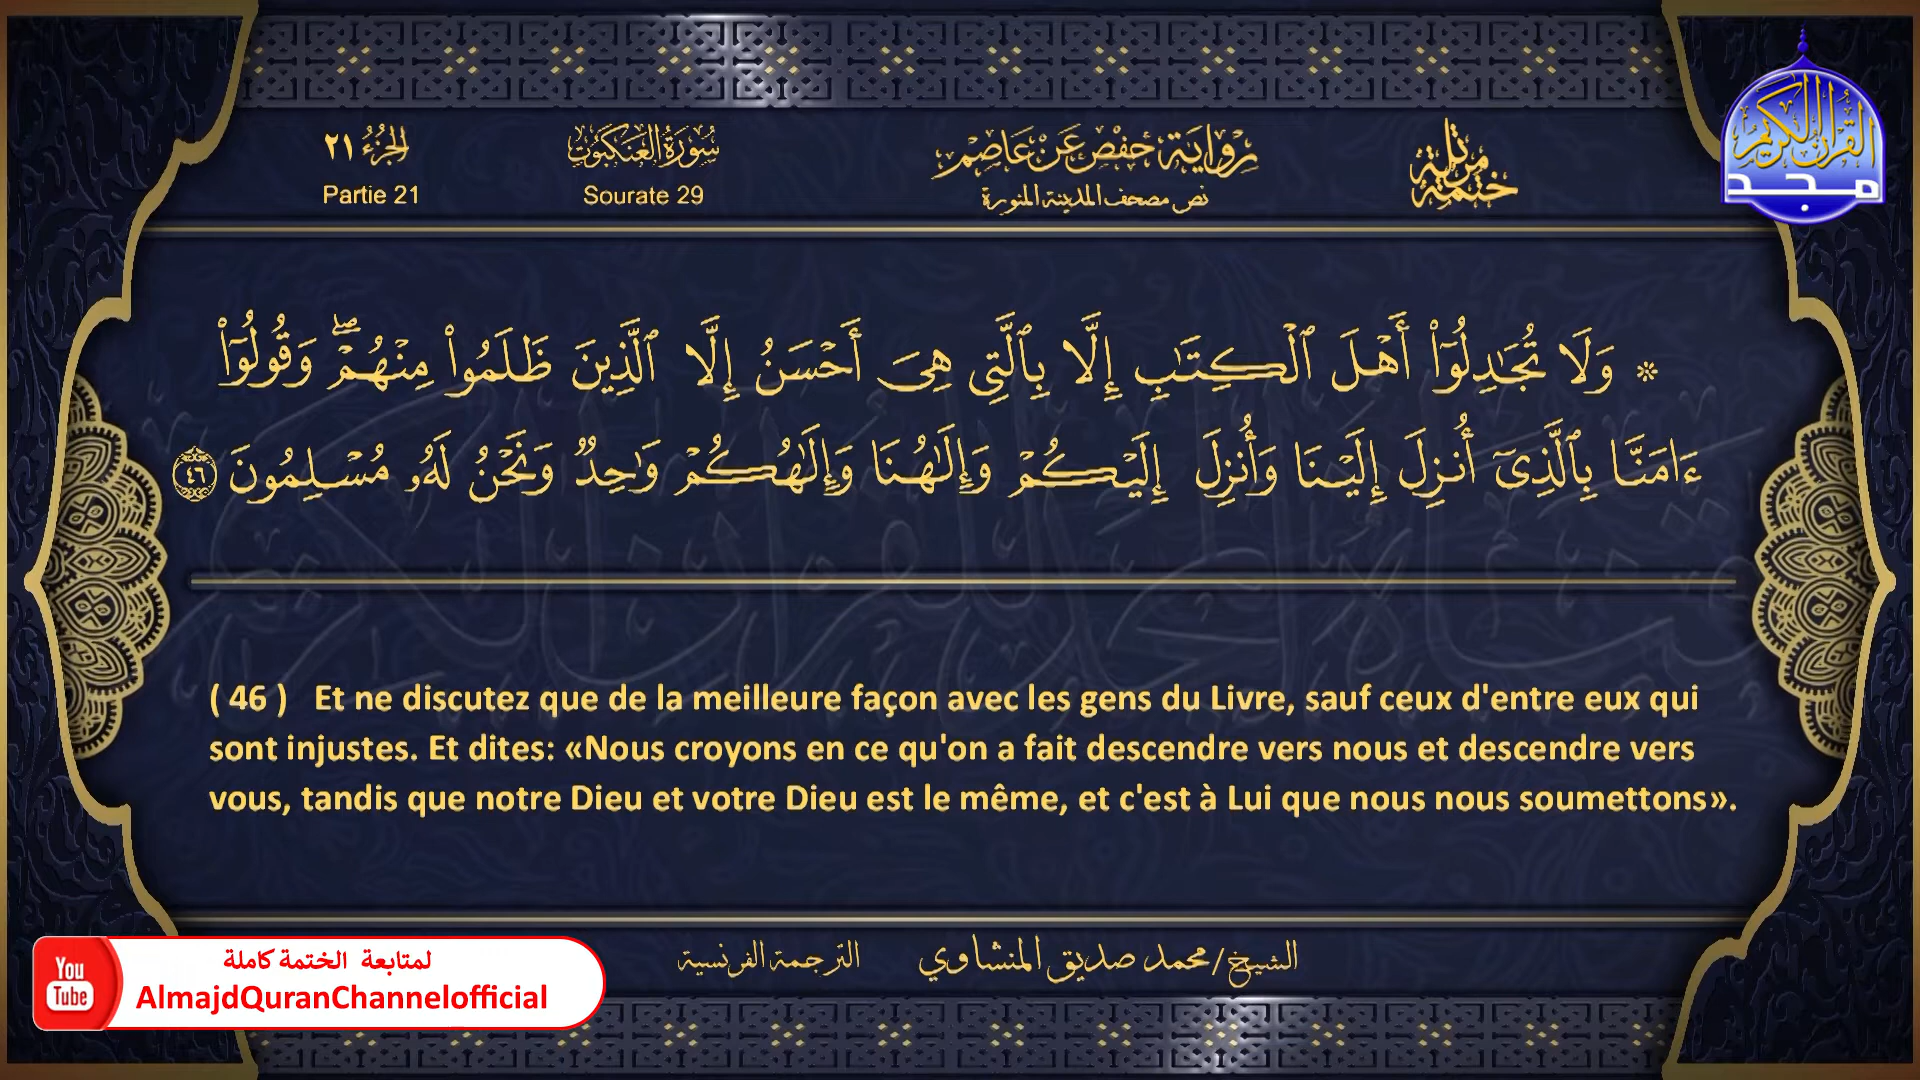 القرآن الكريم
مجد
ختمة مرتلة
رواية حفص عن عاصم
نص مصحف المدينة المنورة
سورة العنكبوت
Sourate 29
الجزء ٢١
Partie 21
۞ وَلَا تُجَٰدِلُوٓا۟ أَهْلَ ٱلْكِتَٰبِ إِلَّا بِٱلَّتِى هِىَ أَحْسَنُ إِلَّا ٱلَّذِينَ ظَلَمُوا۟ مِنْهُمْ ۖ وَقُولُوٓا۟
ءَامَنَّا بِٱلَّذِىٓ أُنزِلَ إِلَيْنَا وَأُنزِلَ إِلَيْكُمْ وَإِلَٰهُنَا وَإِلَٰهُكُمْ وَٰحِدٌ وَنَحْنُ لَهُۥ مُسْلِمُونَ ٤٦
( 46 ) Et ne discutez que de la meilleure façon avec les gens du Livre, sauf ceux d'entre eux qui
sont injustes. Et dites: «Nous croyons en ce qu'on a fait descendre vers nous et descendre vers
vous, tandis que notre Dieu et votre Dieu est le même, et c'est à Lui que nous nous soumettons».
الشيخ/محمد صديق المنشاوي
الترجمة الفرنسية
You
Tube
لمتابعة الختمة كاملة
AlmajdQuranChannelofficial